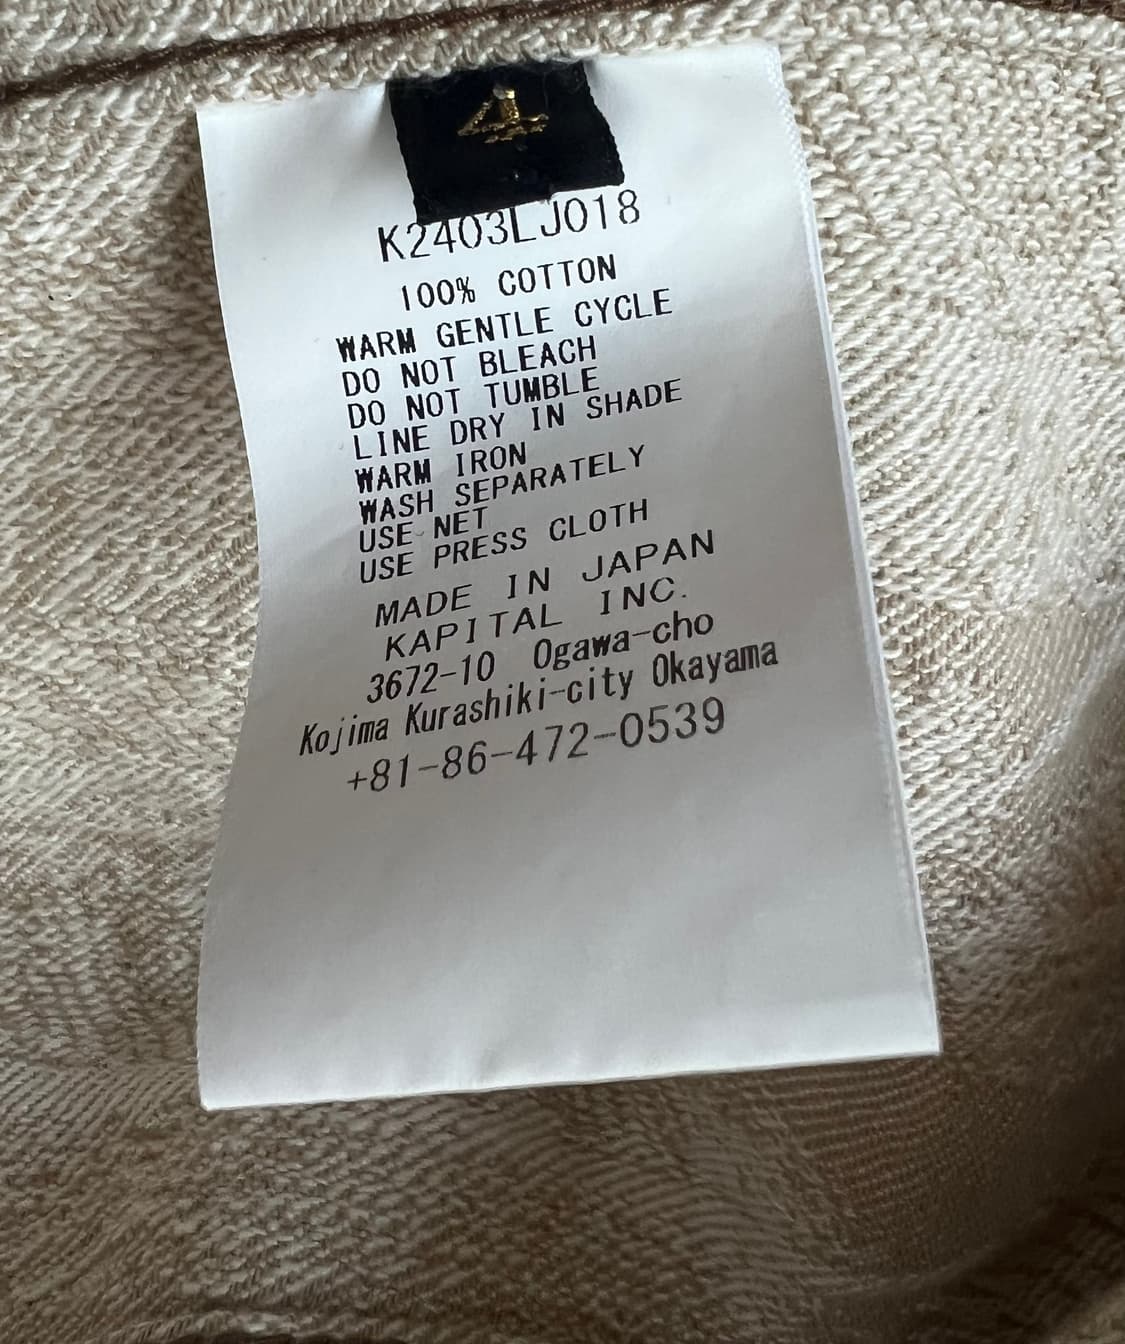 4
K2403LJ018
100% COTTON
WARM GENTLE CYCLE
DO NOT BLEACH
DO NOT TUMBLE
LINE DRY IN SHADE
WARM IRON
WASH SEPARATELY
USE NET
USE PRESS CLOTH
MADE IN JAPAN
KAPITAL INC.
3672-10 Ogawa-cho
Kojima Kurashiki-city Okayama
+81-86-472-0539